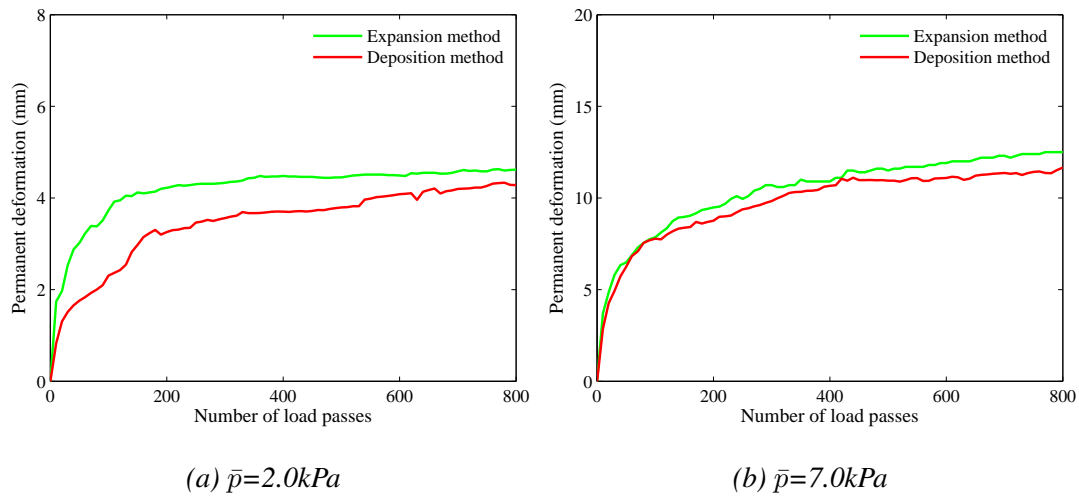 8
6
4
2
0
Permanent deformation (mm)
Expansion method
Deposition method
0 200 400 600 800
Number of load passes
(a) p̄=2.0kPa
20
15
10
5
0
Permanent deformation (mm)
Expansion method
Deposition method
0 200 400 600 800
Number of load passes
(b) p̄=7.0kPa